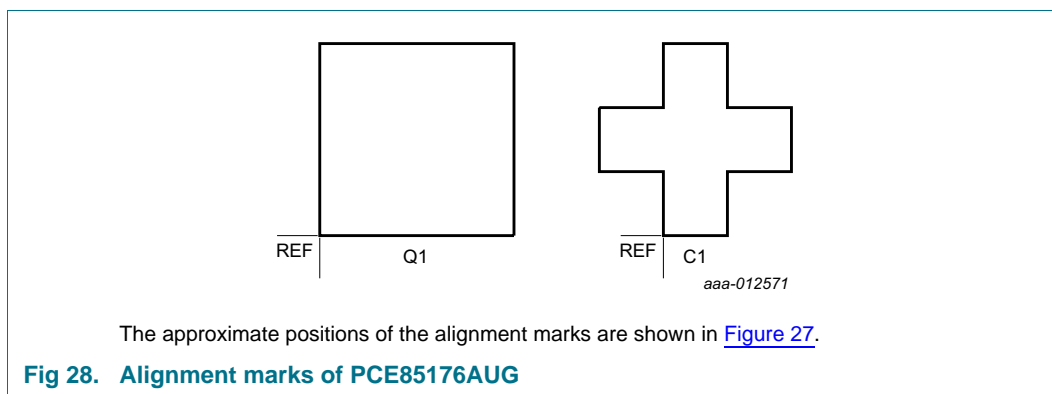 REF
Q1
REF
C1
aaa-012571
The approximate positions of the alignment marks are shown in Figure 27.
Fig 28. Alignment marks of PCE85176AUG